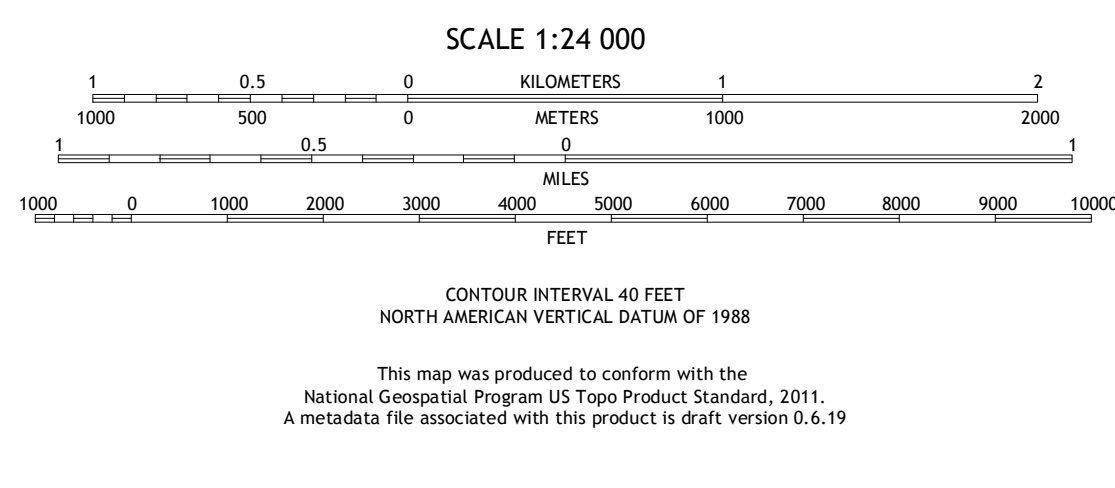 SCALE 1:24 000
1 0.5 0 KILOMETERS 1 2
1000 500 0 METERS 1000 2000
1 0.5 0 1
MILES
1000 0 1000 2000 3000 4000 5000 6000 7000 8000 9000 10000
FEET
CONTOUR INTERVAL 40 FEET
NORTH AMERICAN VERTICAL DATUM OF 1988
This map was produced to conform with the
National Geospatial Program US Topo Product Standard, 2011.
A metadata file associated with this product is draft version 0.6.19